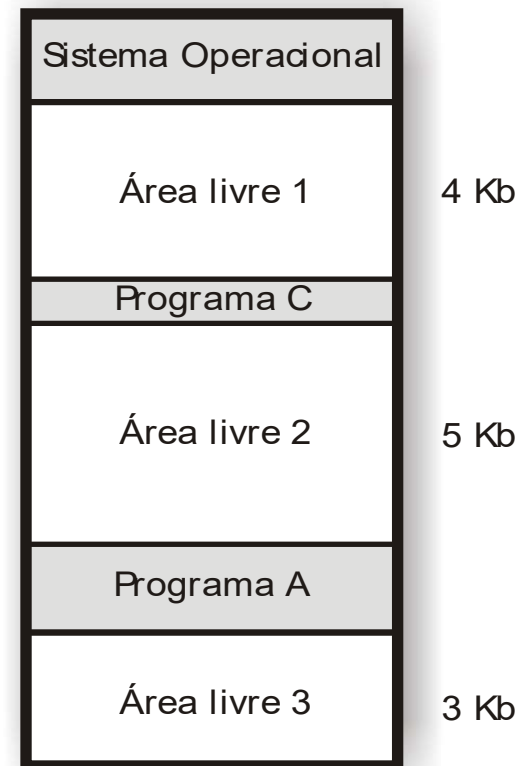 Sistema Operacional
Área livre 1
4 Kb
Programa C
Área livre 2
5 Kb
Programa A
Área livre 3
3 Kb